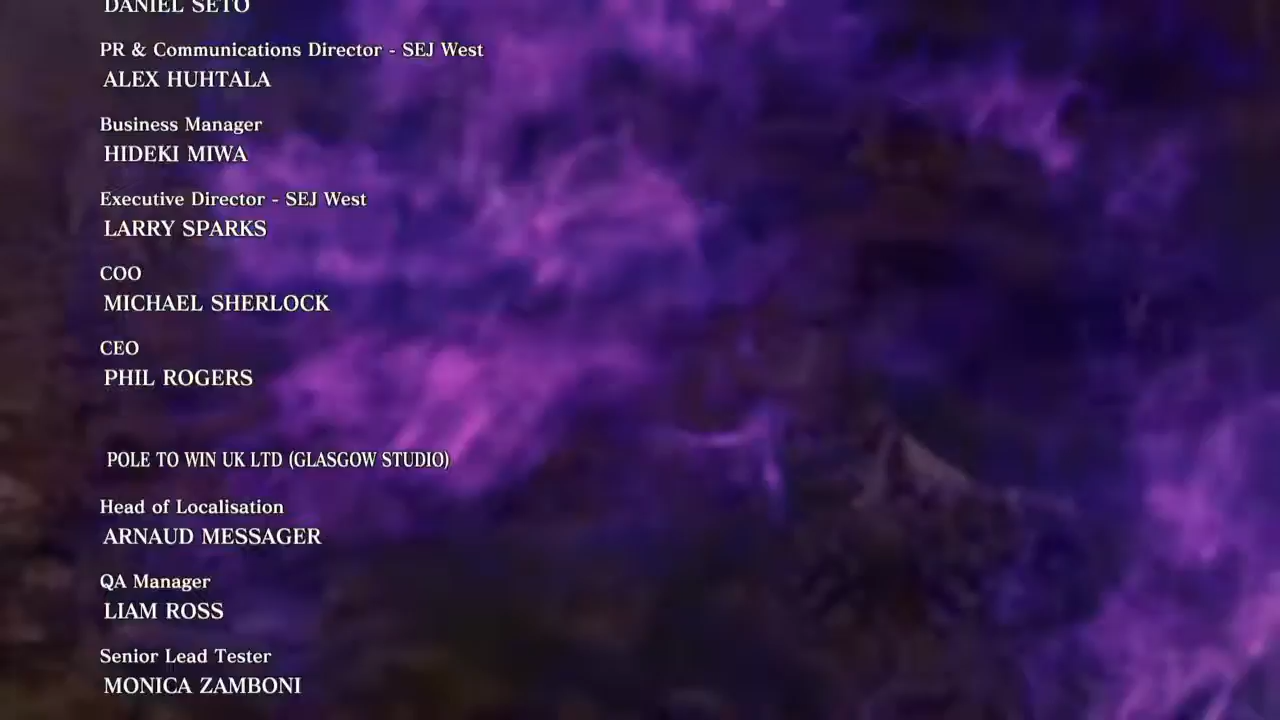 DANIEL SETO
PR & Communications Director - SEJ West
ALEX HUHTALA
Business Manager
HIDEKI MIWA
Executive Director - SEJ West
LARRY SPARKS
COO
MICHAEL SHERLOCK
CEO
PHIL ROGERS
POLE TO WIN UK LTD (GLASGOW STUDIO)
Head of Localisation
ARNAUD MESSAGER
QA Manager
LIAM ROSS
Senior Lead Tester
MONICA ZAMBONI